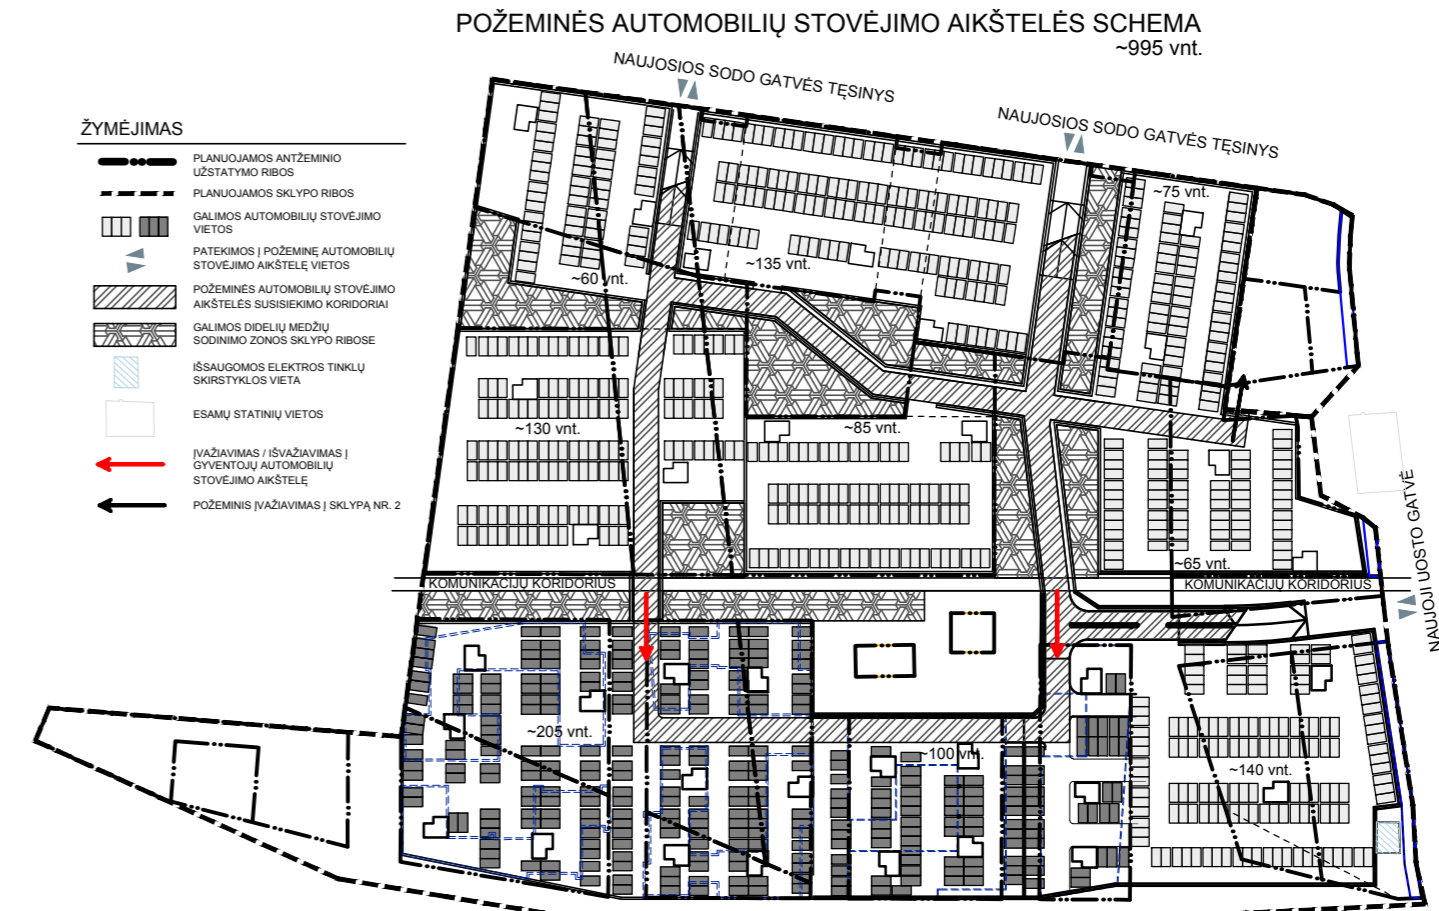 POŽEMINĖS AUTOMOBILIŲ STOVĖJIMO AIKŠTELĖS SCHEMA
~995 vnt.
NAUJOSIOS SODO GATVĖS TĘSINYS
NAUJOSIOS SODO GATVĖS TĘSINYS
ŽYMĖJIMAS
PLANUOJAMOS ANTŽEMINIO
UŽSTATYMO RIBOS
PLANUOJAMOS SKLYPO RIBOS
GALIMOS AUTOMOBILIŲ STOVĖJIMO
VIETOS
PATEKIMOS Į POŽEMINĘ AUTOMOBILIŲ
STOVĖJIMO AIKŠTELĘ VIETOS
POŽEMINĖS AUTOMOBILIŲ STOVĖJIMO
AIKŠTELĖS SUSISIEKIMO KORIDORIAI
GALIMOS DIDELIŲ MEDŽIŲ
SODINIMO ZONOS SKLYPO RIBOSE
IŠSAUGOMOS ELEKTROS TINKLŲ
SKIRSTYKLOS VIETA
ESAMŲ STATINIŲ VIETOS
ĮVAŽIAVIMAS / IŠVAŽIAVIMAS Į
GYVENTOJŲ AUTOMOBILIŲ
STOVĖJIMO AIKŠTELĘ
POŽEMINIS ĮVAŽIAVIMAS Į SKLYPĄ NR. 2
~75 vnt.
~135 vnt.
~60 vnt.
~130 vnt.
~85 vnt.
~65 vnt.
KOMUNIKACIJŲ KORIDORIUS
KOMUNIKACIJŲ KORIDORIUS
NAUJOJI UOSTO GATVĖ
~205 vnt.
~100 vnt.
~140 vnt.